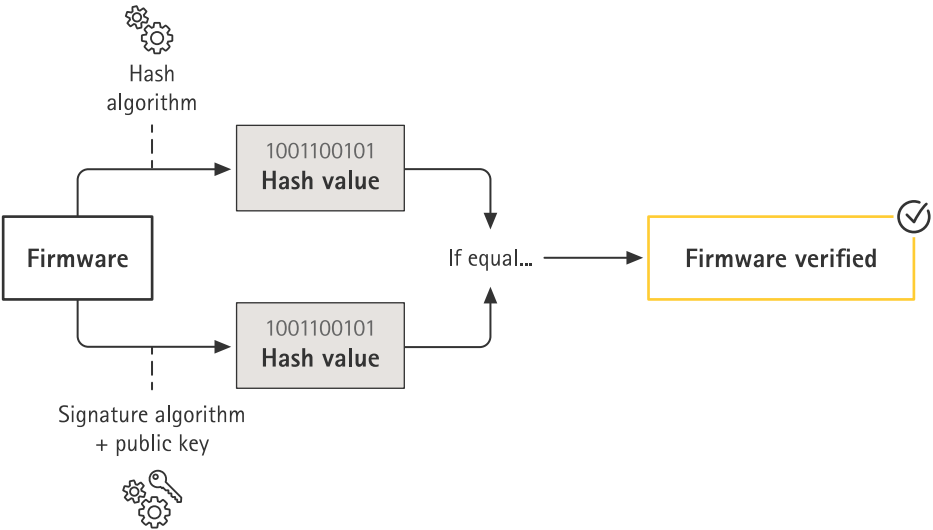 Hash
algorithm
1001100101
Hash value
Firmware
If equal...
Firmware verified
1001100101
Hash value
Signature algorithm
+ public key